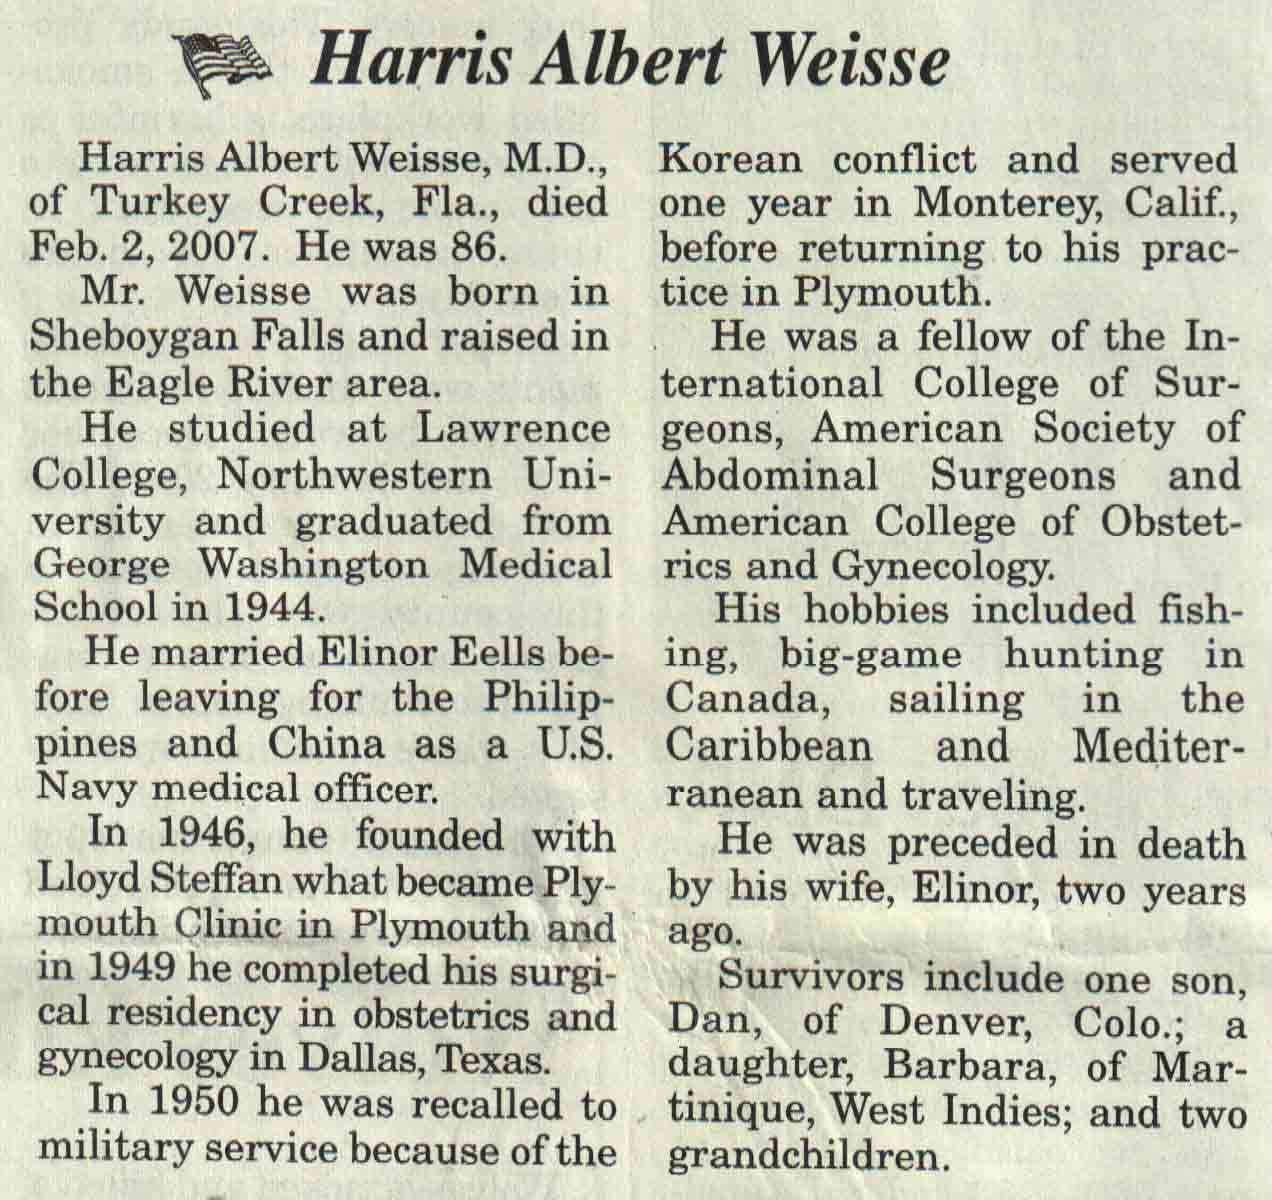 Harris Albert Weisse
Harris Albert Weisse, M.D.,
of Turkey Creek, Fla., died
Feb. 2, 2007. He was 86.
Mr. Weisse was born in
Sheboygan Falls and raised in
the Eagle River area.
He studied at Lawrence
College, Northwestern Uni-
versity and graduated from
George Washington Medical
School in 1944.
He married Elinor Eells be-
fore leaving for the Philip-
pines and China as a U.S.
Navy medical officer.
In 1946, he founded with
Lloyd Steffan what became Ply-
mouth Clinic in Plymouth and
in 1949 he completed his surgi-
cal residency in obstetrics and
gynecology in Dallas, Texas.
In 1950 he was recalled to
military service because of the
Korean conflict and served
one year in Monterey, Calif.,
before returning to his prac-
tice in Plymouth.
He was a fellow of the In-
ternational College of Sur-
geons, American Society of
Abdominal Surgeons and
American College of Obstet-
rics and Gynecology.
His hobbies included fish-
ing, big-game hunting in
Canada, sailing in the
Caribbean and Mediter-
ranean and traveling.
He was preceded in death
by his wife, Elinor, two years
ago.
Survivors include one son,
Dan, of Denver, Colo.; a
daughter, Barbara, of Mar-
tinique, West Indies; and two
grandchildren.